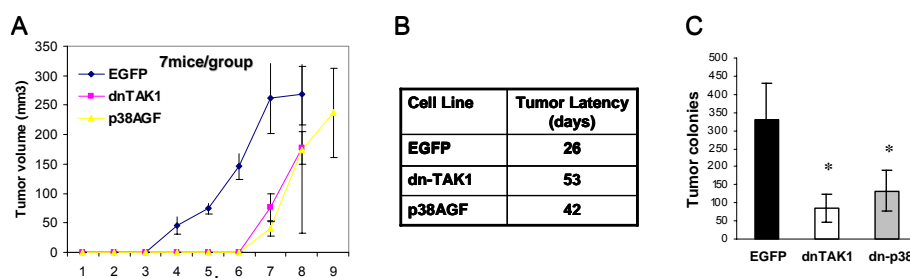 A
350
300
250
200
150
100
50
0
Tumor volume (mm3)
7mice/group
EGFP
dnTAK1
p38AGF
1 2 3 4 5 6 7 8 9
B
Cell Line Tumor Latency (days)
EGFP 26
dn-TAK1 53
p38AGF 42
C
Tumor colonies
500
450
400
350
300
250
200
150
100
50
0
* *
EGFP dnTAK1 dn-p38